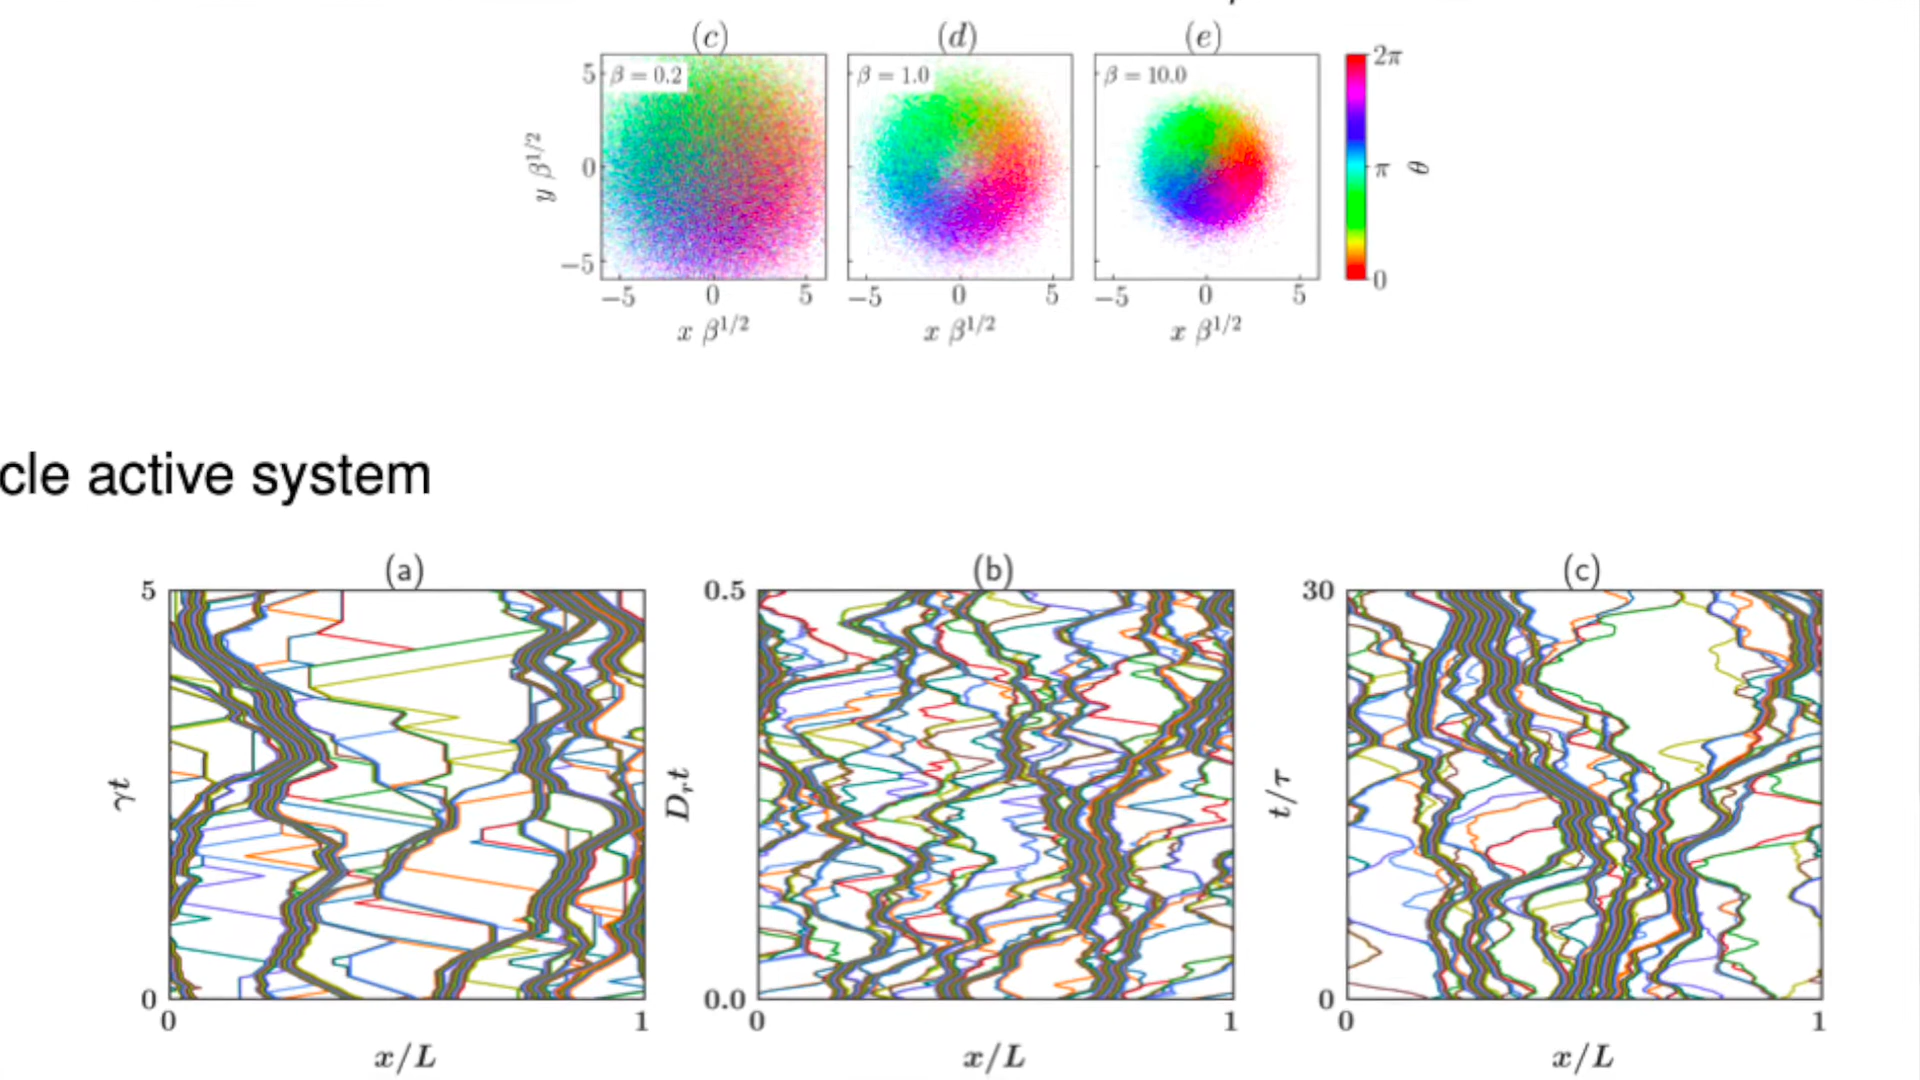 (c) (d) (e)
β = 0.2 β = 1.0 β = 10.0
5 0 −5
y β^{1/2}
−5 0 5 −5 0 5 −5 0 5
x β^{1/2} x β^{1/2} x β^{1/2}
2π π 0
θ
cle active system
(a) (b) (c)
5 0.5 30
γt D_r t t/τ
0 0.0 0
0 1 0 1 0 1
x/L x/L x/L